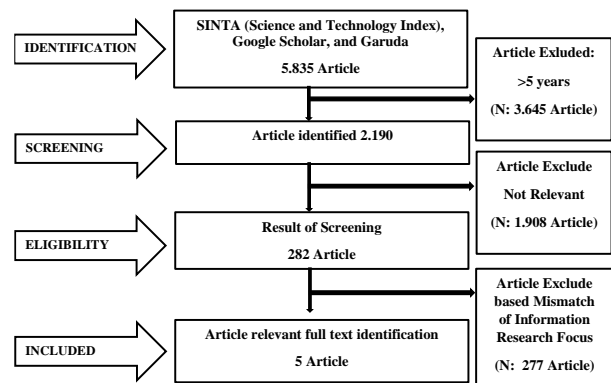 IDENTIFICATION
SINTA (Science and Technology Index),
Google Scholar, and Garuda
5.835 Article
Article Exluded:
>5 years
(N: 3.645 Article)
SCREENING
Article identified 2.190
Article Exclude
Not Relevant
(N: 1.908 Article)
ELIGIBILITY
Result of Screening
282 Article
Article Exclude
based Mismatch
of Information
Research Focus
(N: 277 Article)
INCLUDED
Article relevant full text identification
5 Article